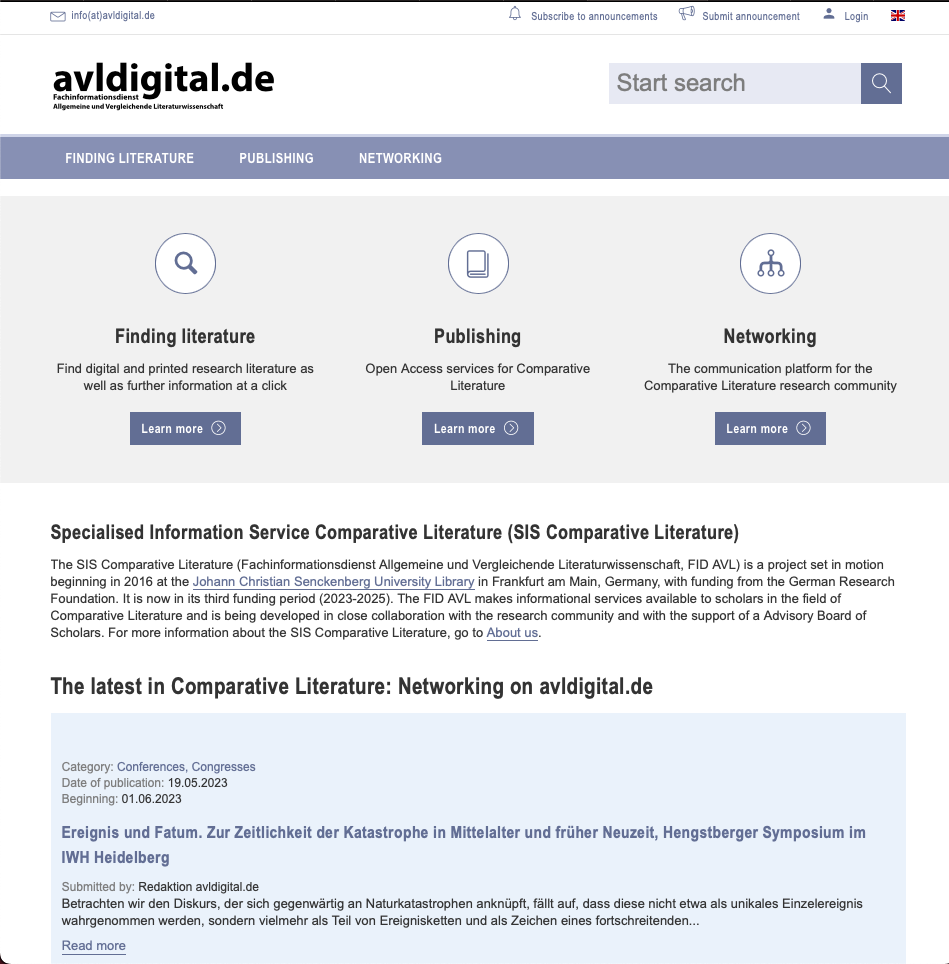 info(at)avldigital.de
Subscribe to announcements
Submit announcement
Login
avldigital.de
Fachinformationsdienst
Allgemeine und Vergleichende Literaturwissenschaft
Start search
FINDING LITERATURE
PUBLISHING
NETWORKING
Finding literature
Find digital and printed research literature as
well as further information at a click
Learn more
Publishing
Open Access services for Comparative
Literature
Learn more
Networking
The communication platform for the
Comparative Literature research community
Learn more
Specialised Information Service Comparative Literature (SIS Comparative Literature)
The SIS Comparative Literature (Fachinformationsdienst Allgemeine und Vergleichende Literaturwissenschaft, FID AVL) is a project set in motion
beginning in 2016 at the Johann Christian Senckenberg University Library in Frankfurt am Main, Germany, with funding from the German Research
Foundation. It is now in its third funding period (2023-2025). The FID AVL makes informational services available to scholars in the field of
Comparative Literature and is being developed in close collaboration with the research community and with the support of a Advisory Board of
Scholars. For more information about the SIS Comparative Literature, go to About us.
The latest in Comparative Literature: Networking on avldigital.de
Category: Conferences, Congresses
Date of publication: 19.05.2023
Beginning: 01.06.2023
Ereignis und Fatum. Zur Zeitlichkeit der Katastrophe in Mittelalter und früher Neuzeit, Hengstberger Symposium im
IWH Heidelberg
Submitted by: Redaktion avldigital.de
Betrachten wir den Diskurs, der sich gegenwärtig an Naturkatastrophen anknüpft, fällt auf, dass diese nicht etwa als unikales Einzelereignis
wahrgenommen werden, sondern vielmehr als Teil von Ereignisketten und als Zeichen eines fortschreitenden...
Read more